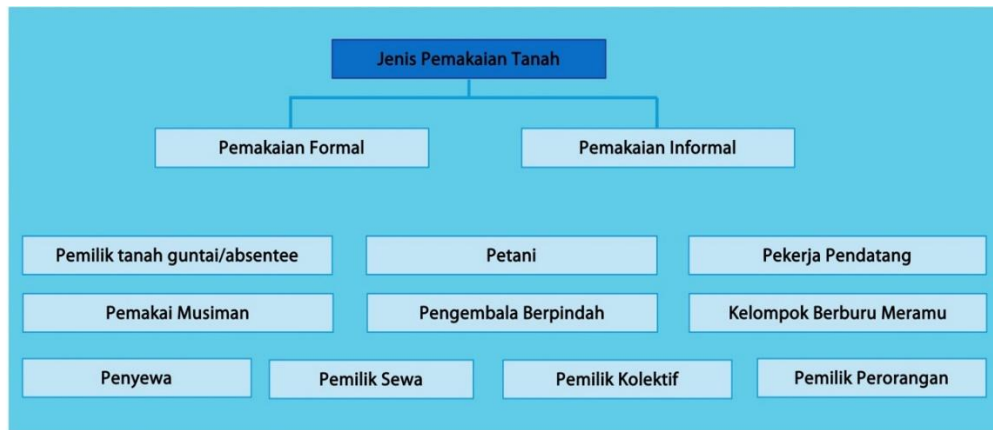 Jenis Pemakaian Tanah
Pemakaian Formal
Pemakaian Informal
Pemilik tanah guntai/absentee
Petani
Pekerja Pendatang
Pemakai Musiman
Pengembala Berpindah
Kelompok Berburu Meramu
Penyewa
Pemilik Sewa
Pemilik Kolektif
Pemilik Perorangan